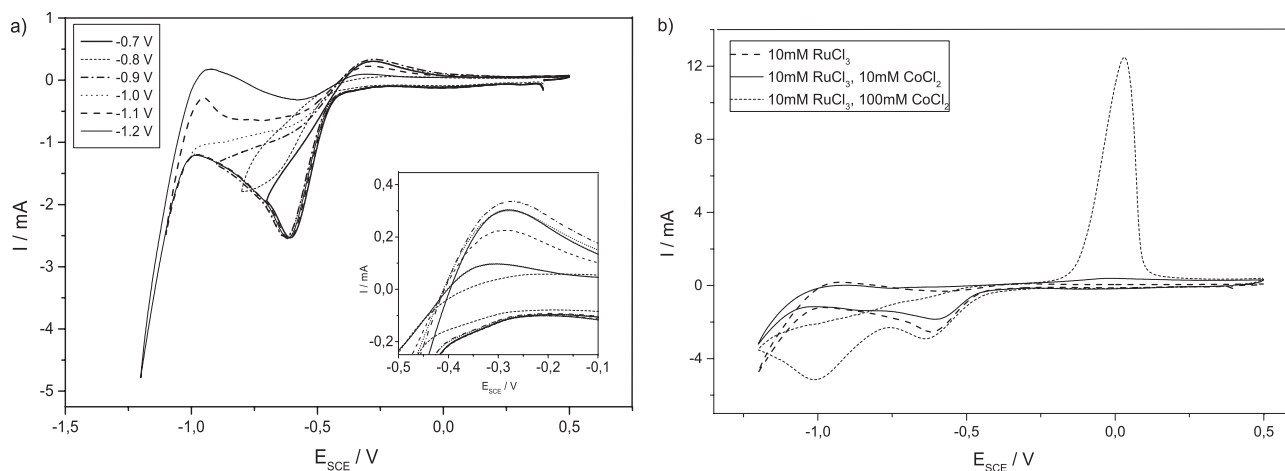 a)
-0.7 V
-0.8 V
-0.9 V
-1.0 V
-1.1 V
-1.2 V
1
0
-1
-2
-3
-4
-5
I / mA
-1,5
-1,0
-0,5
0,0
0,5
E_SCE / V
0,4
0,2
0,0
-0,2
I / mA
-0,5
-0,4
-0,3
-0,2
-0,1
E_SCE / V
b)
10mM RuCl₃
10mM RuCl₃, 10mM CoCl₂
10mM RuCl₃, 100mM CoCl₂
12
8
4
0
-4
I / mA
-1,0
-0,5
0,0
0,5
E_SCE / V